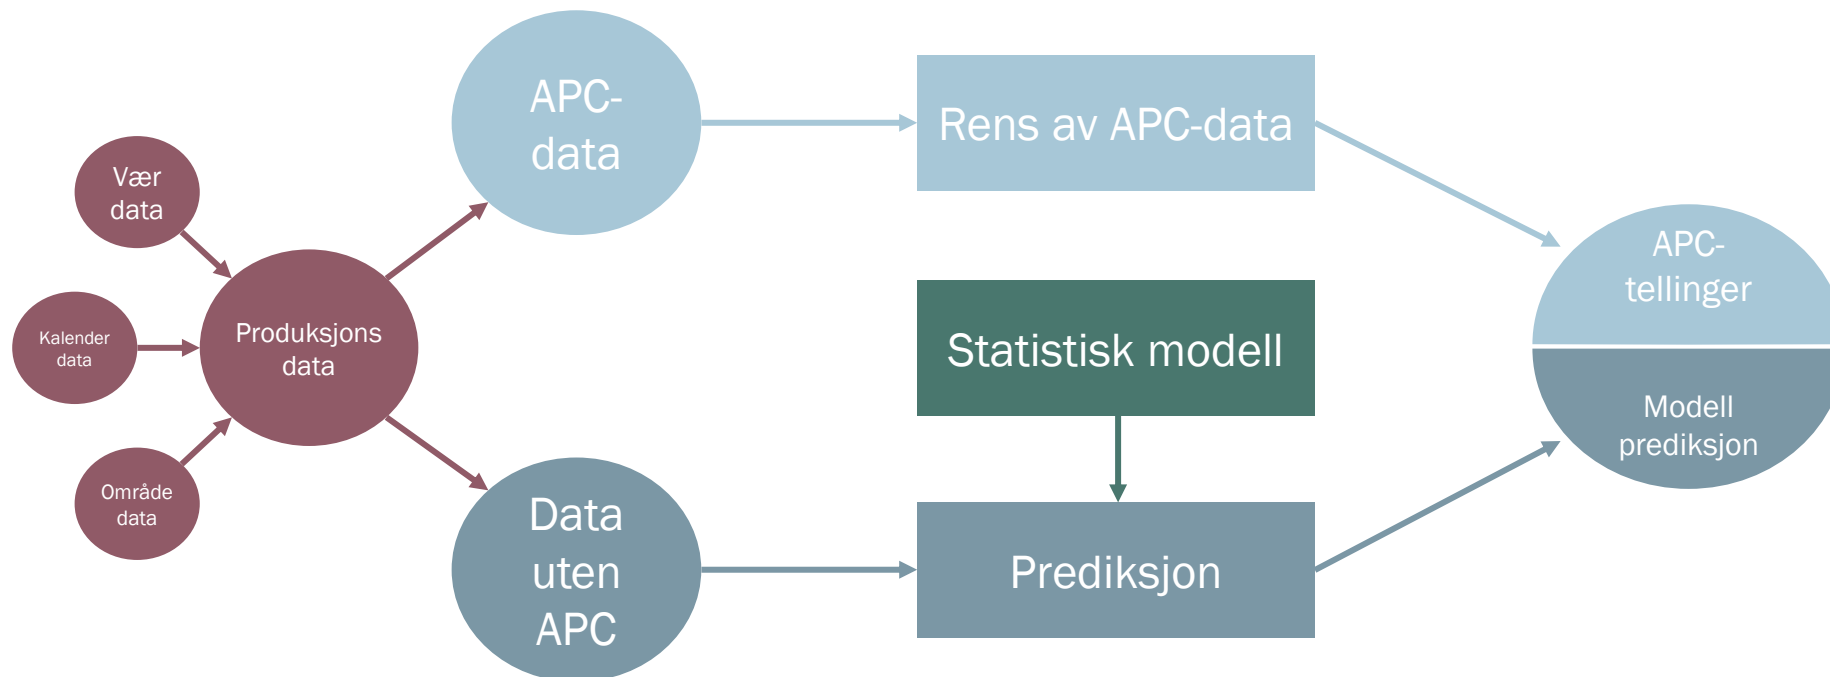 Vær
data
Kalender
data
Område
data
Produksjons
data
APC-
data
Data
uten
APC
Rens av APC-data
Statistisk modell
Prediksjon
APC-
tellinger
Modell
prediksjon